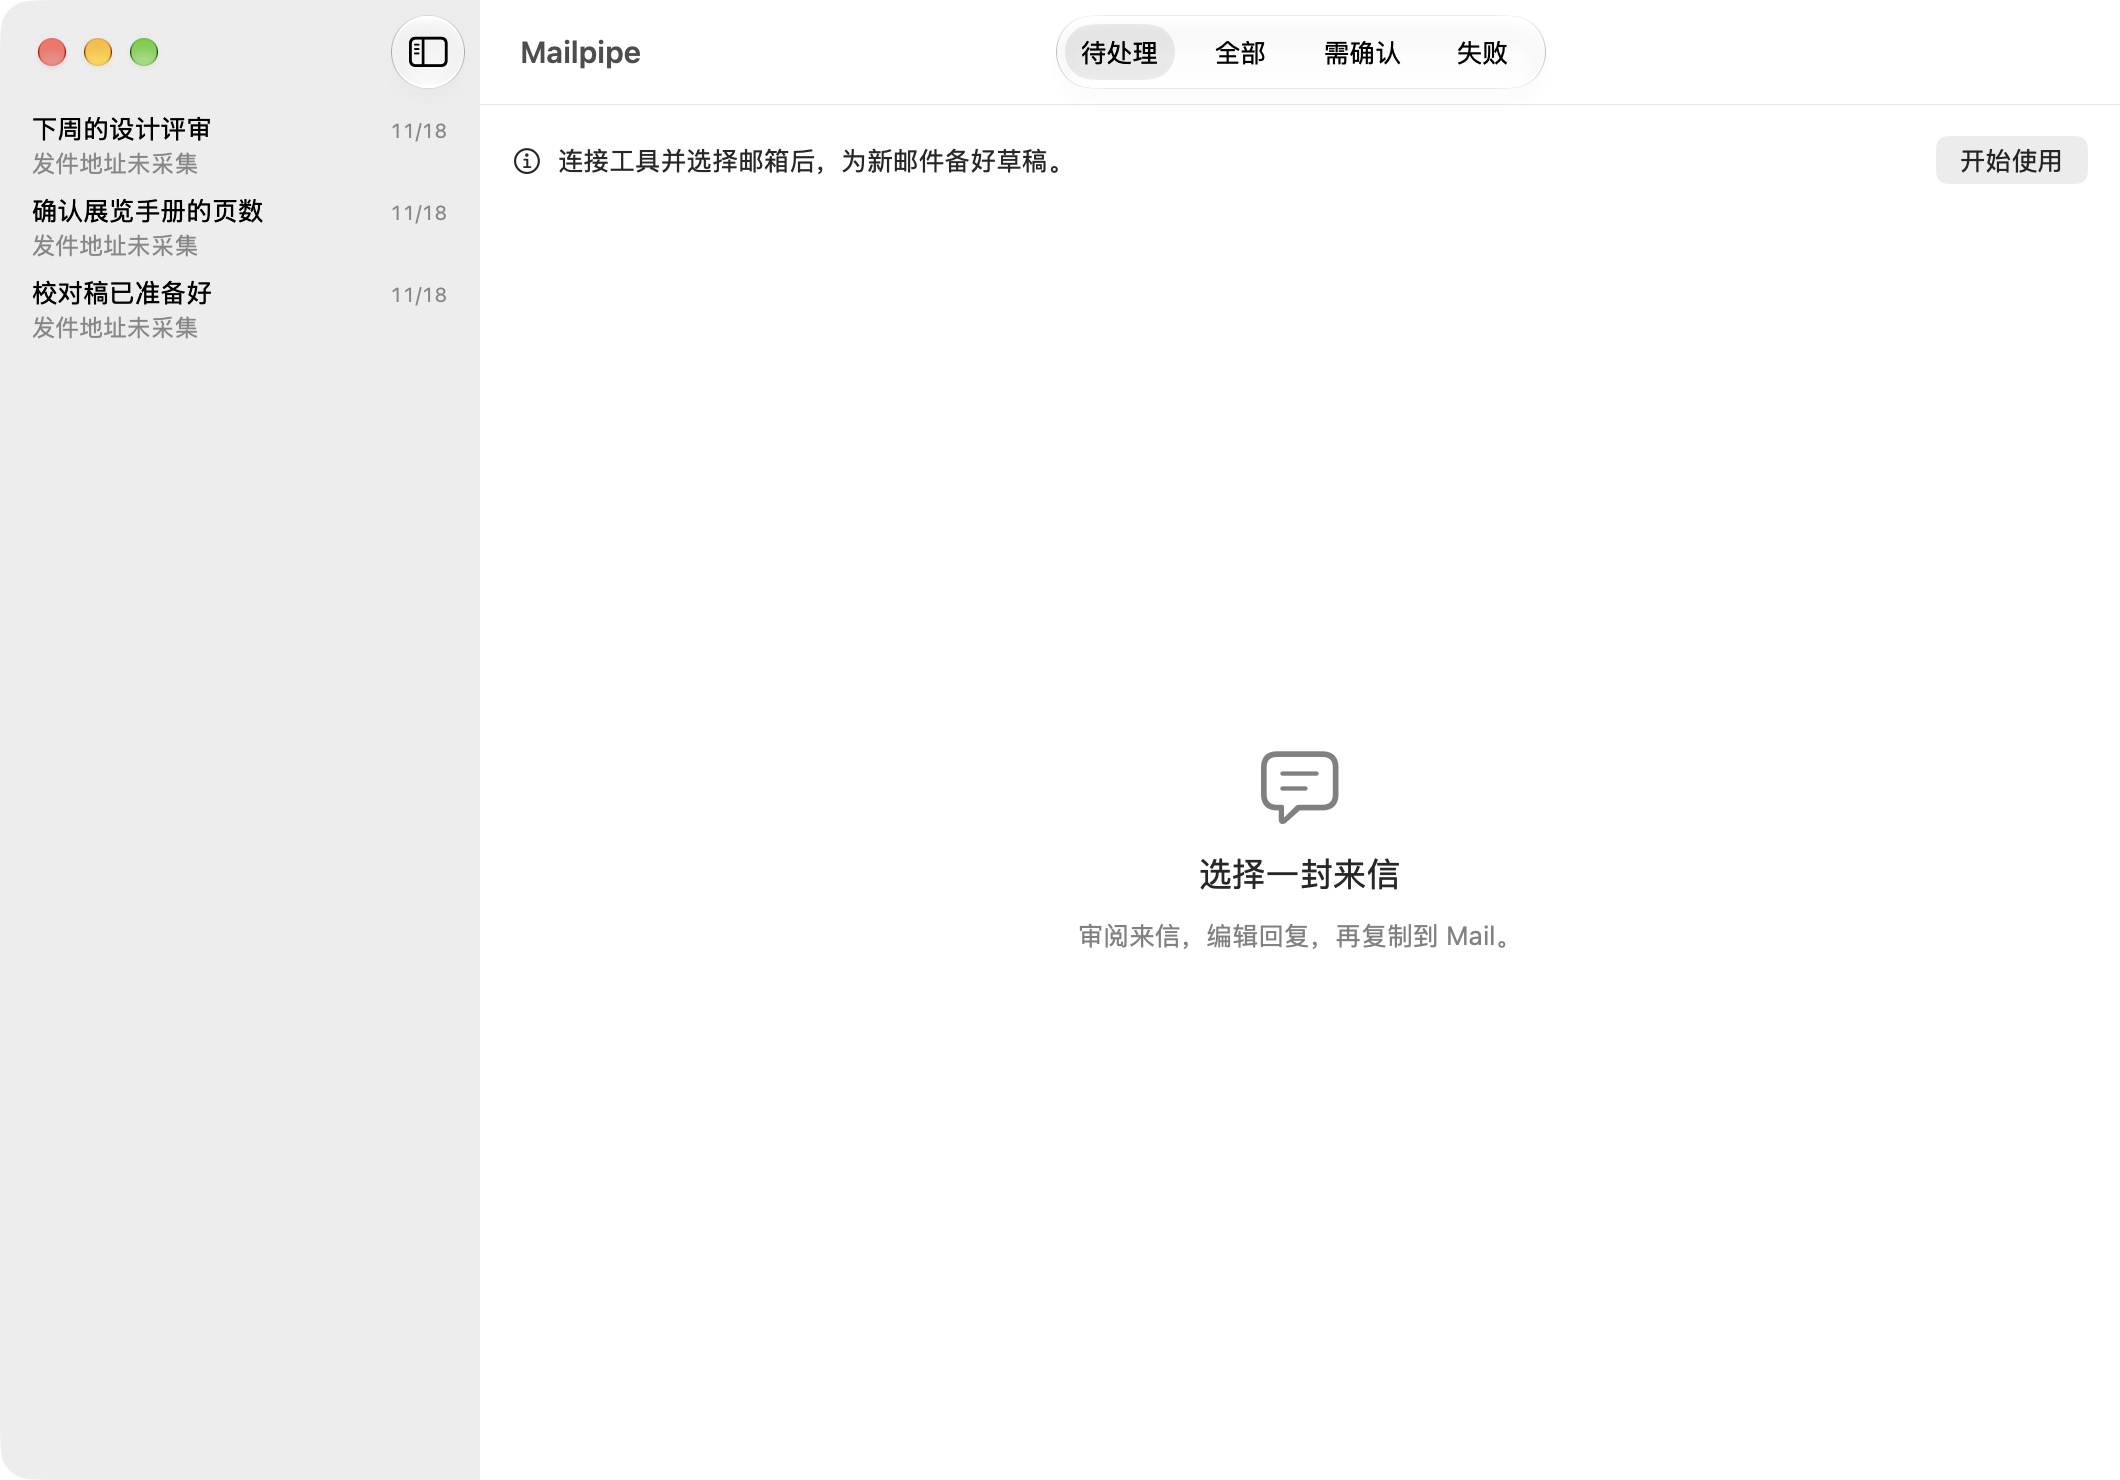 Mailpipe
待处理 全部 需确认 失败
下周的设计评审 11/18
发件地址未采集
确认展览手册的页数 11/18
发件地址未采集
校对稿已准备好 11/18
发件地址未采集
连接工具并选择邮箱后，为新邮件备好草稿。 开始使用
选择一封来信
审阅来信，编辑回复，再复制到 Mail。